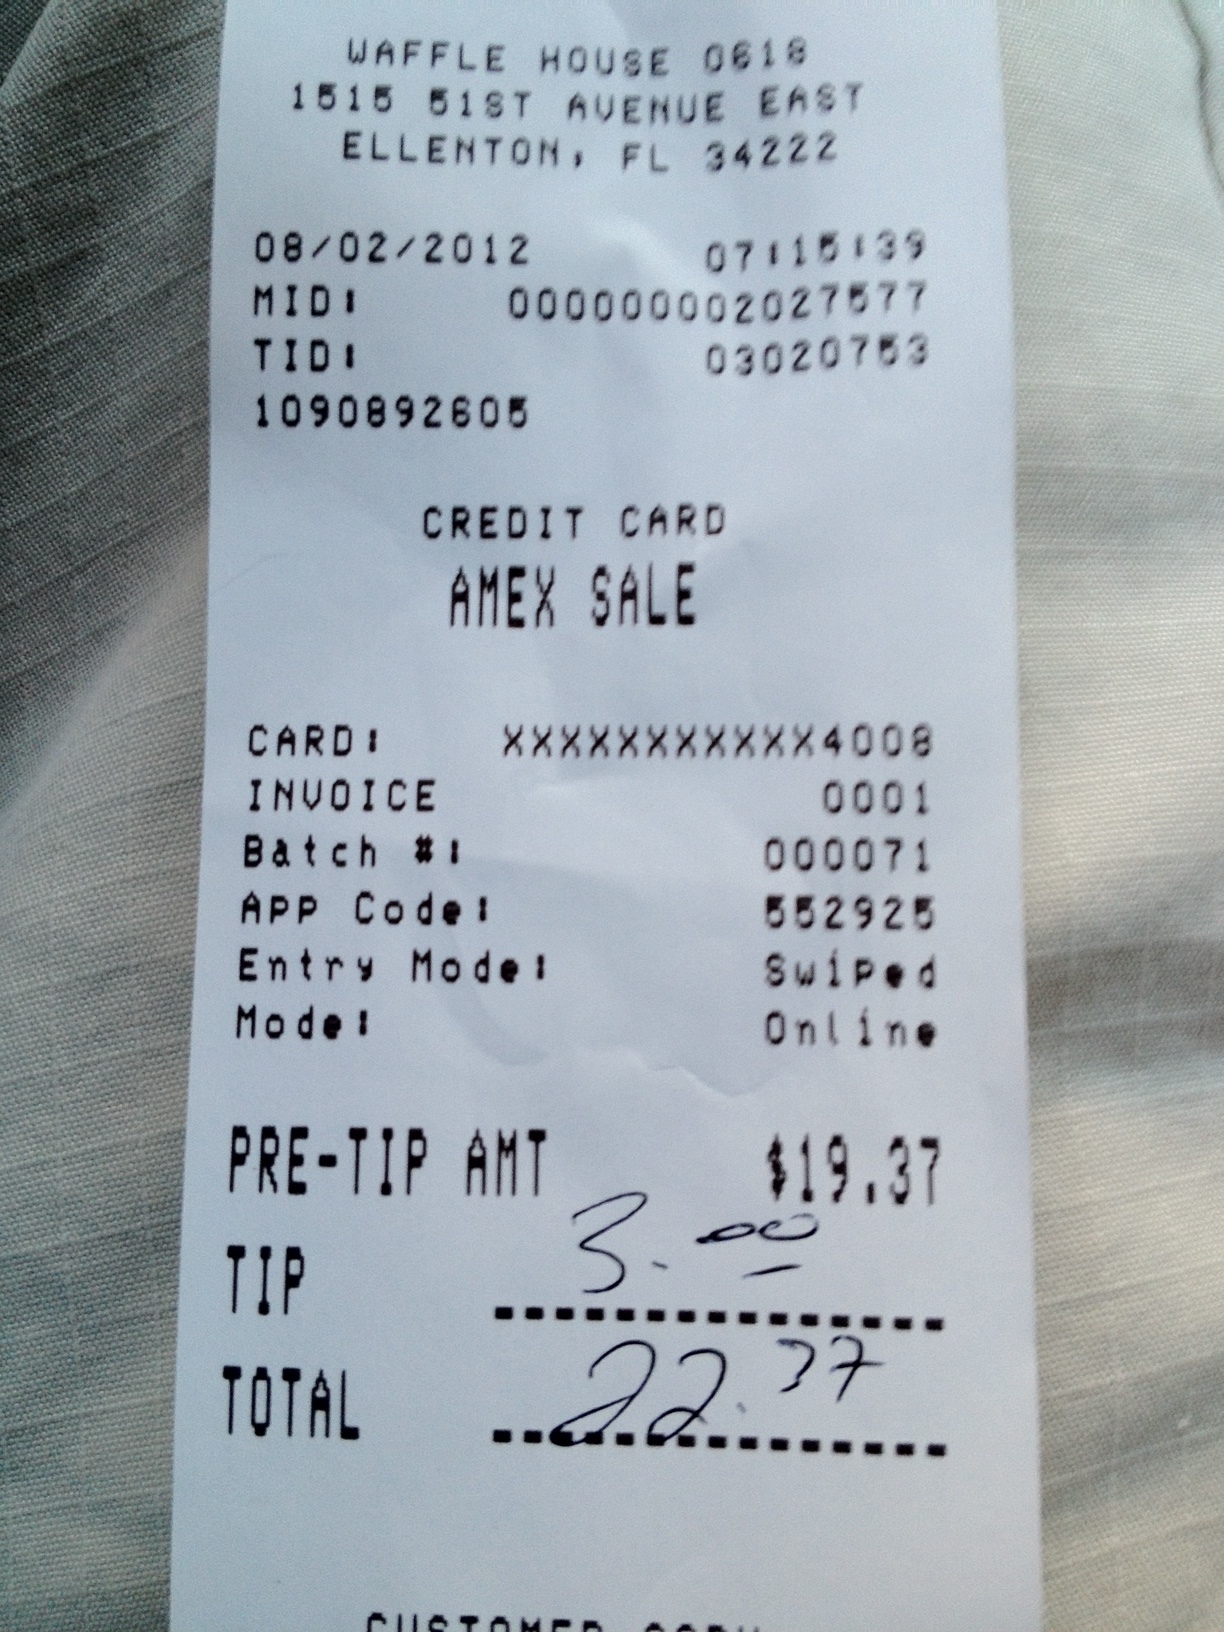 WAFFLE HOUSE 0618
1515 51ST AVENUE EAST
ELLENTON, FL 34222
08/02/2012 07:15:39
MID: 000000002027577
TID: 03020753
1090892605
CREDIT CARD
AMEX SALE
CARD: XXXXXXXXXXX4008
INVOICE 0001
Batch #: 000071
App Code: 552925
Entry Mode: Swiped
Mode: Online
PRE-TIP AMT $19.37
TIP 3.00
TOTAL 22.37
CUSTOMER COPY